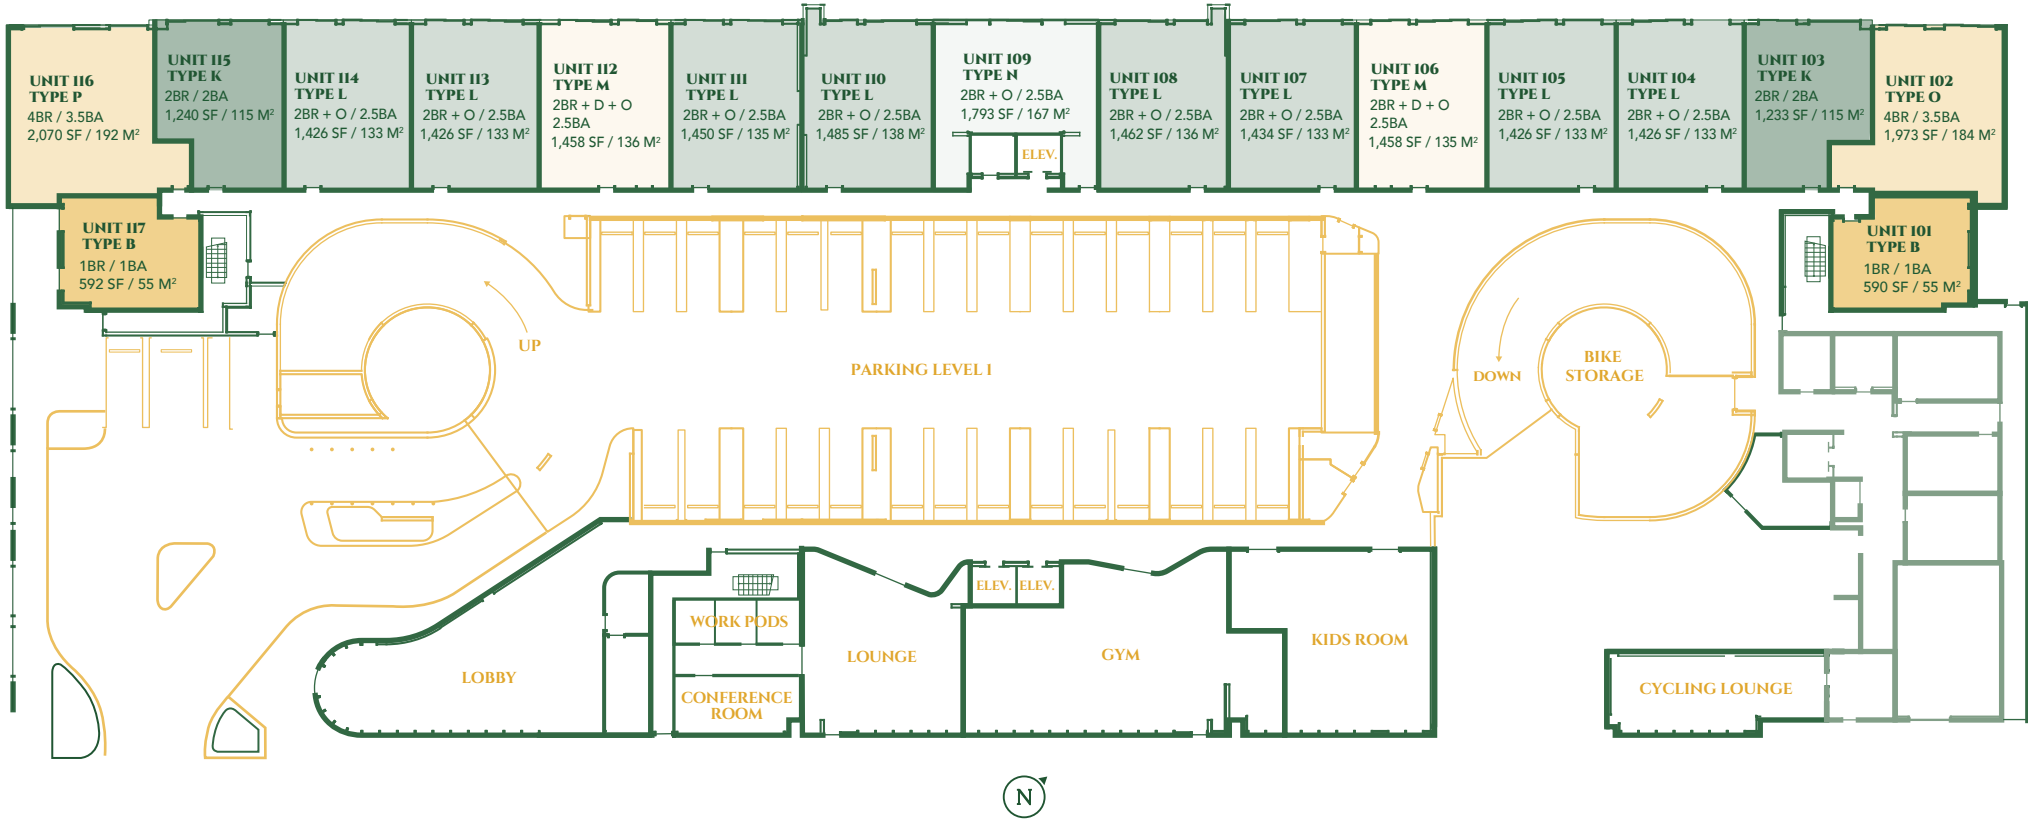 UNIT 116
TYPE P
4BR / 3.5BA
2,070 SF / 192 M²
UNIT 115
TYPE K
2BR / 2BA
1,240 SF / 115 M²
UNIT 114
TYPE L
2BR + O / 2.5BA
1,426 SF / 133 M²
UNIT 113
TYPE L
2BR + O / 2.5BA
1,426 SF / 133 M²
UNIT 112
TYPE M
2BR + D + O
2.5BA
1,458 SF / 136 M²
UNIT 111
TYPE L
2BR + O / 2.5BA
1,450 SF / 135 M²
UNIT 110
TYPE L
2BR + O / 2.5BA
1,485 SF / 138 M²
UNIT 109
TYPE N
2BR + O / 2.5BA
1,793 SF / 167 M²
ELEV.
UNIT 108
TYPE L
2BR + O / 2.5BA
1,462 SF / 136 M²
UNIT 107
TYPE L
2BR + O / 2.5BA
1,434 SF / 133 M²
UNIT 106
TYPE M
2BR + D + O
2.5BA
1,458 SF / 135 M²
UNIT 105
TYPE L
2BR + O / 2.5BA
1,426 SF / 133 M²
UNIT 104
TYPE L
2BR + O / 2.5BA
1,426 SF / 133 M²
UNIT 103
TYPE K
2BR / 2BA
1,233 SF / 115 M²
UNIT 102
TYPE O
4BR / 3.5BA
1,973 SF / 184 M²
UNIT 117
TYPE B
1BR / 1BA
592 SF / 55 M²
UNIT 101
TYPE B
1BR / 1BA
590 SF / 55 M²
UP
PARKING LEVEL 1
DOWN
BIKE
STORAGE
ELEV.
ELEV.
WORK PODS
LOBBY
CONFERENCE
ROOM
LOUNGE
GYM
KIDS ROOM
CYCLING LOUNGE
N